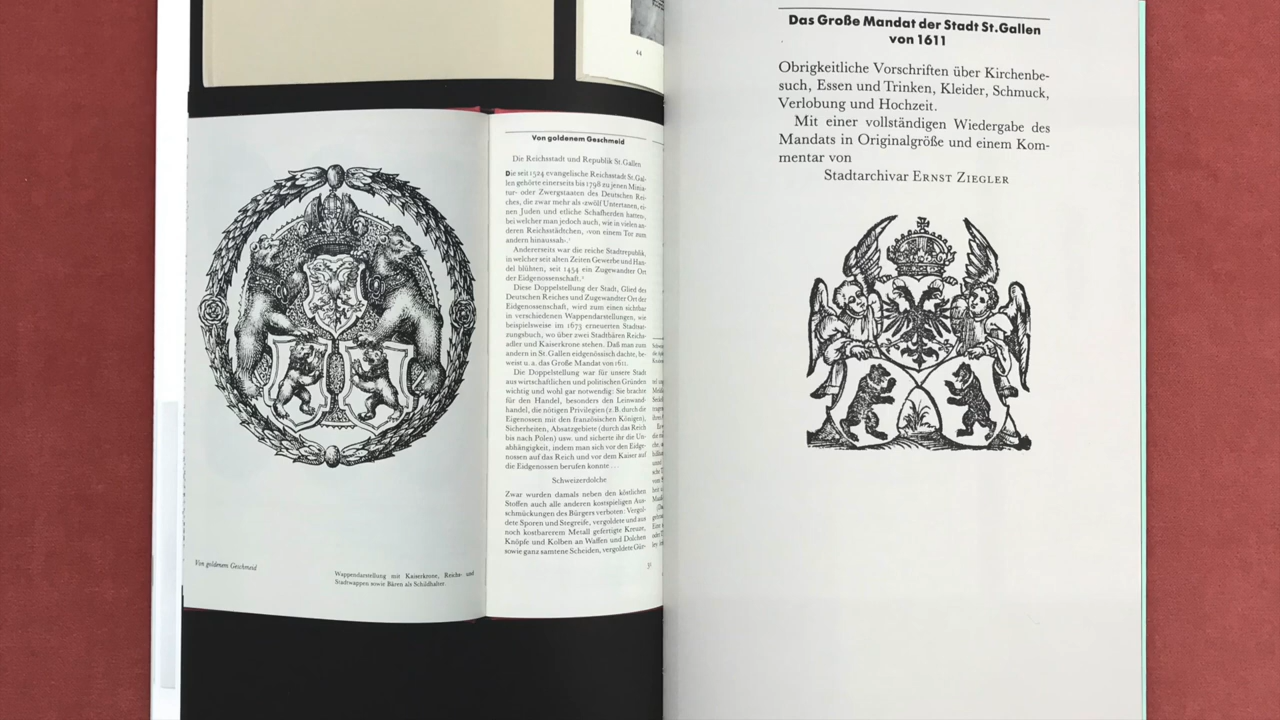 44
Von goldenem Geschmeid
Die Reichsstadt und Republik St.Gallen
Die seit 1524 evangelische Reichsstadt St.Gal-
len gehörte einerseits bis 1798 zu jenen Minia-
tur- oder Zwergstaaten des Deutschen Rei-
ches, die zwar mehr als ‹zwölf Untertanen, ei-
nen Juden und etliche Schafherden hatten›,
bei welcher man jedoch auch, wie in vielen an-
deren Reichsstädtchen, ‹von einem Tor zum
andern hinaussah›.
Andererseits war die reiche Stadtrepublik,
in welcher seit alten Zeiten Gewerbe und Han-
del blühten, seit 1454 ein Zugewandter Ort
der Eidgenossenschaft.
Diese Doppelstellung der Stadt, Glied des
Deutschen Reiches und Zugewandter Ort der
Eidgenossenschaft, wird zum einen sichtbar
in verschiedenen Wappendarstellungen, wie
beispielsweise im 1673 erneuerten Stadtsat-
zungsbuch, wo über zwei Stadtbären Reichs-
adler und Kaiserkrone stehen. Daß man zum
andern in St.Gallen eidgenössisch dachte, be-
weist u. a. das Große Mandat von 1611.
Die Doppelstellung war für unsere Stadt
aus wirtschaftlichen und politischen Gründen
wichtig und wohl gar notwendig: Sie brachte
für den Handel, besonders den Leinwand-
handel, die nötigen Privilegien (z. B. durch die
Eigenossen mit den französischen Königen),
Sicherheiten, Absatzgebiete (durch das Reich
bis nach Polen) usw. und sicherte ihr die Un-
abhängigkeit, indem man sich vor den Eidge-
nossen auf das Reich und vor dem Kaiser auf
die Eidgenossen berufen konnte ...
Schweizerdolche
Zwar wurden damals neben den köstlichen
Stoffen auch alle anderen kostspieligen Aus-
schmückungen des Bürgers verboten: Vergol-
dete Sporen und Stegreife, vergoldete und aus
noch kostbarerem Metall gefertigte Kreuze,
Knöpfe und Kolben an Waffen und Dolchen
sowie ganz samtene Scheiden, vergoldete Gür-
Von goldenem Geschmeid
Wappendarstellung mit Kaiserkrone, Reichs- und
Stadtwappen sowie Bären als Schildhalter.
Das Große Mandat der Stadt St.Gallen
von 1611
Obrigkeitliche Vorschriften über Kirchenbe-
such, Essen und Trinken, Kleider, Schmuck,
Verlobung und Hochzeit.
Mit einer vollständigen Wiedergabe des
Mandats in Originalgröße und einem Kom-
mentar von
Stadtarchivar ERNST ZIEGLER